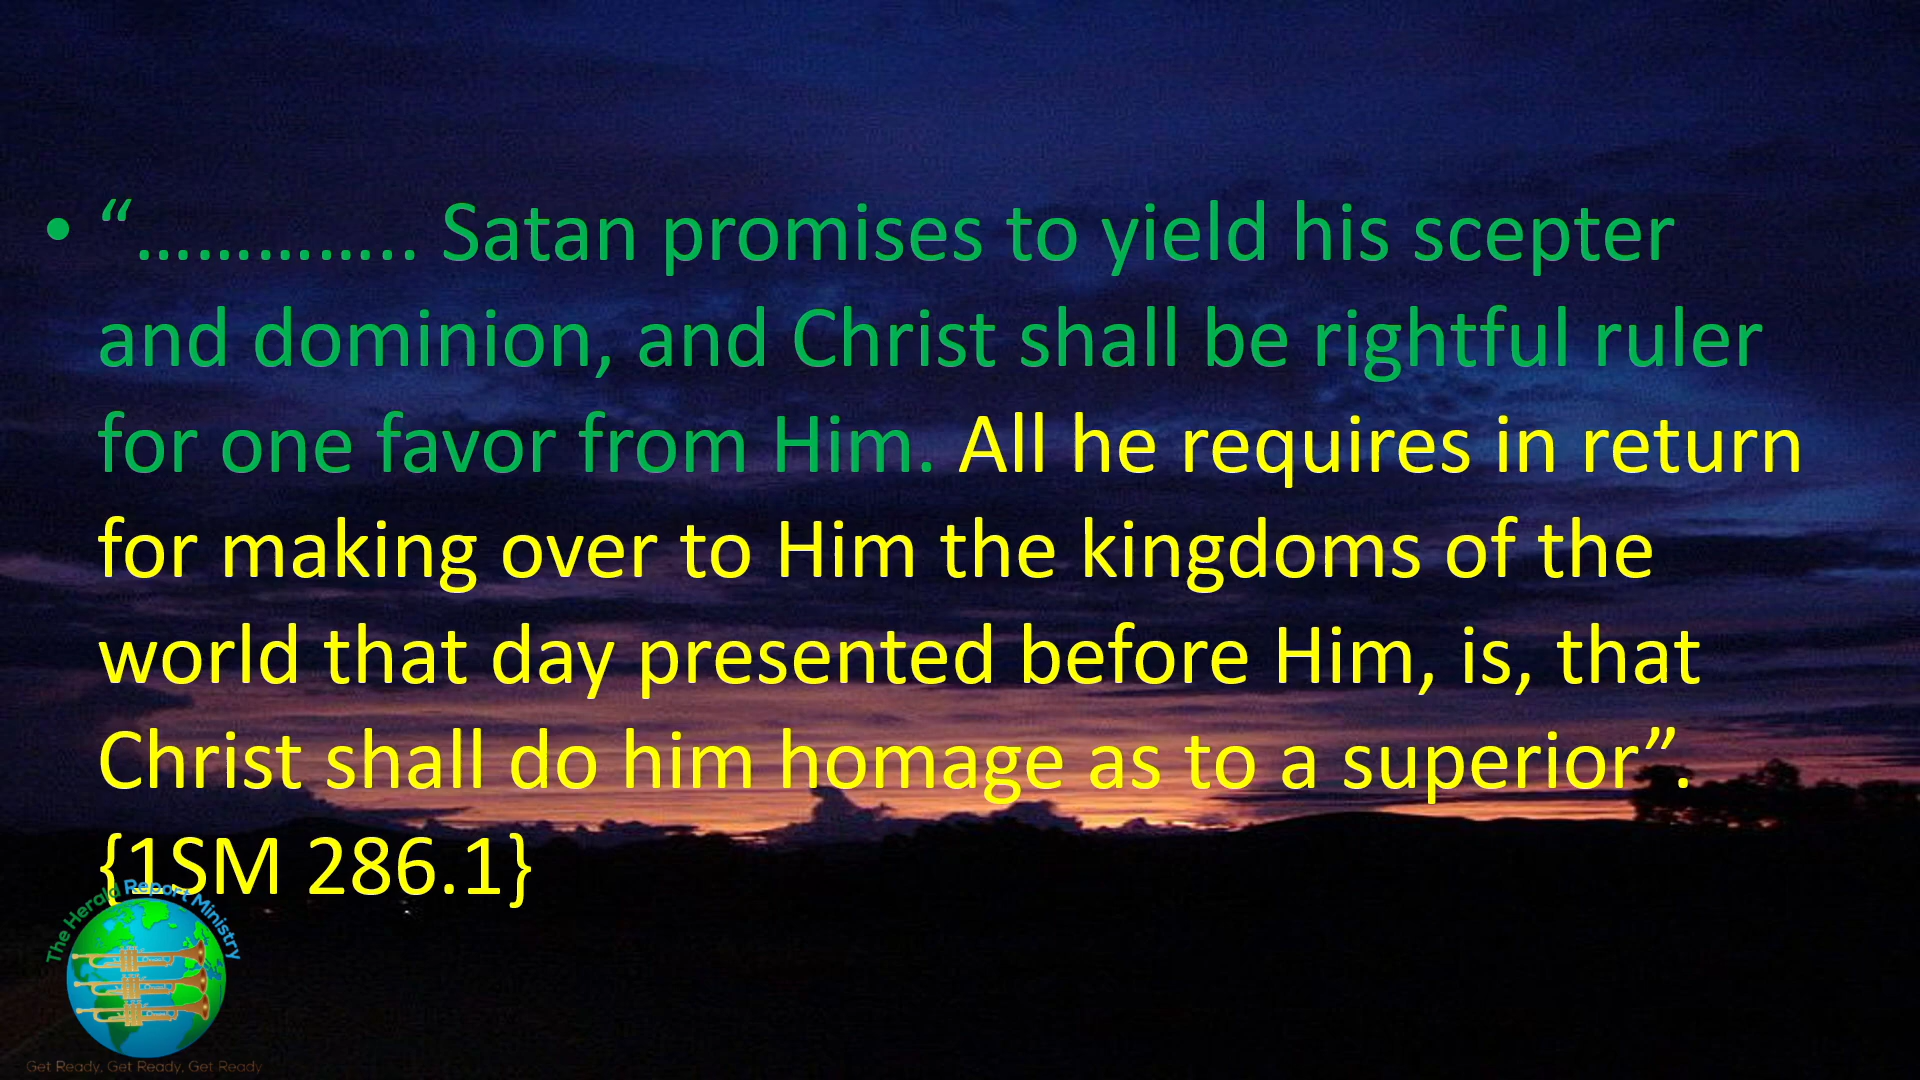 • “………….. Satan promises to yield his scepter
and dominion, and Christ shall be rightful ruler
for one favor from Him. All he requires in return
for making over to Him the kingdoms of the
world that day presented before Him, is, that
Christ shall do him homage as to a superior”.
{1SM 286.1}
The Herald Report Ministry
Get Ready, Get Ready, Get Ready